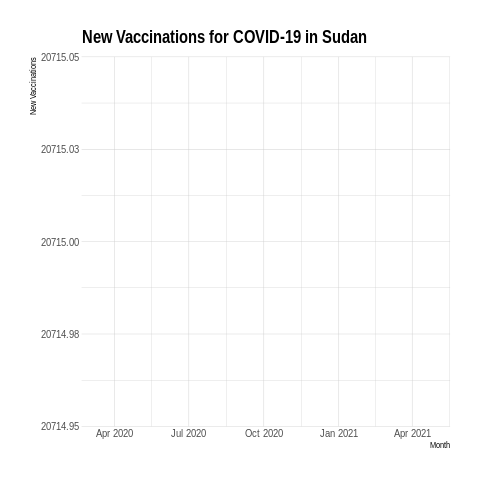 New Vaccinations for COVID-19 in Sudan
New Vaccinations
20715.05
20715.03
20715.00
20714.98
20714.95
Apr 2020 Jul 2020 Oct 2020 Jan 2021 Apr 2021
Month